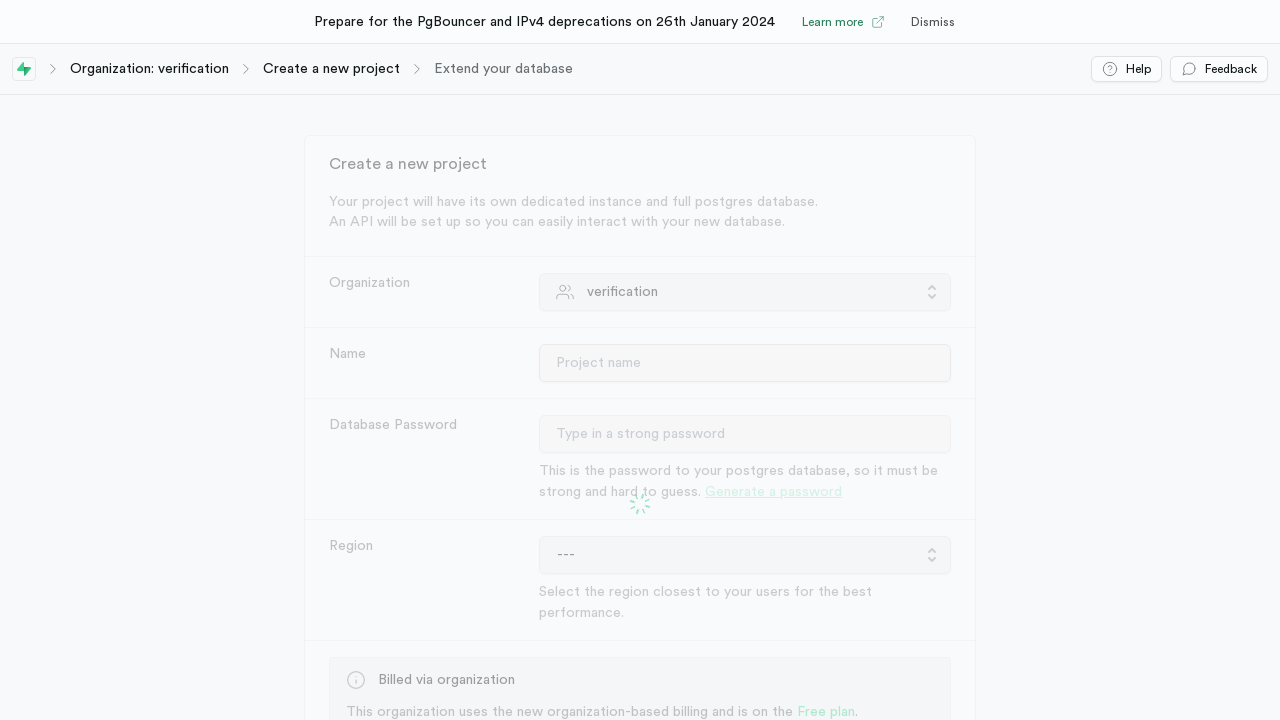 Prepare for the PgBouncer and IPv4 deprecations on 26th January 2024 Learn more Dismiss
Organization: verification Create a new project Extend your database Help Feedback
Create a new project
Your project will have its own dedicated instance and full postgres database.
An API will be set up so you can easily interact with your new database.
Organization verification
Name Project name
Database Password Type in a strong password
This is the password to your postgres database, so it must be
strong and hard to guess. Generate a password
Region ---
Select the region closest to your users for the best
performance.
Billed via organization
This organization uses the new organization-based billing and is on the Free plan.